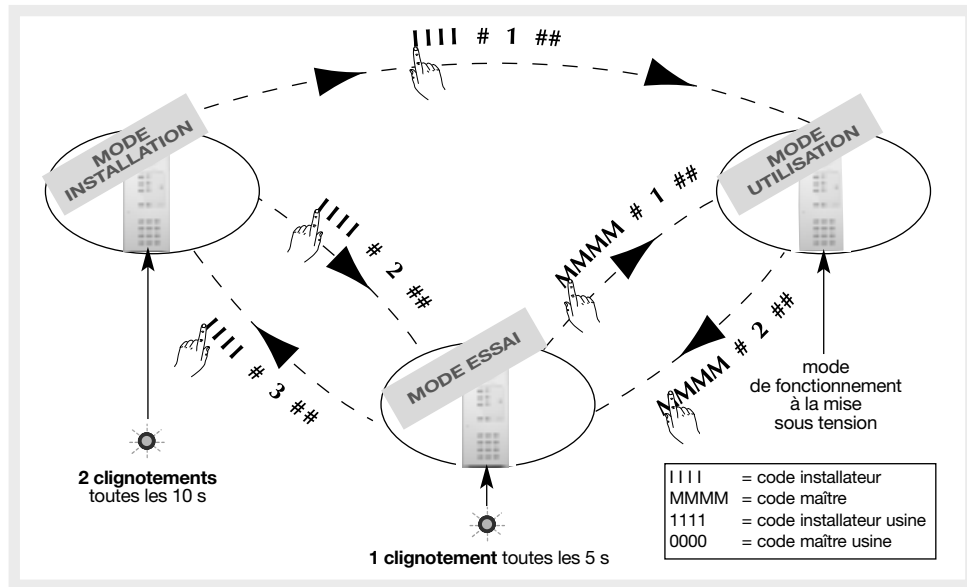 IIII # 1 ##
MODE
INSTALLATION
MODE
UTILISATION
IIII # 2 ##
MMMM # 1 ##
IIII # 3 ##
MODE ESSAI
MMMM # 2 ##
mode
de fonctionnement
à la mise
sous tension
2 clignotements
toutes les 10 s
1 clignotement toutes les 5 s
IIII = code installateur
MMMM = code maître
1111 = code installateur usine
0000 = code maître usine